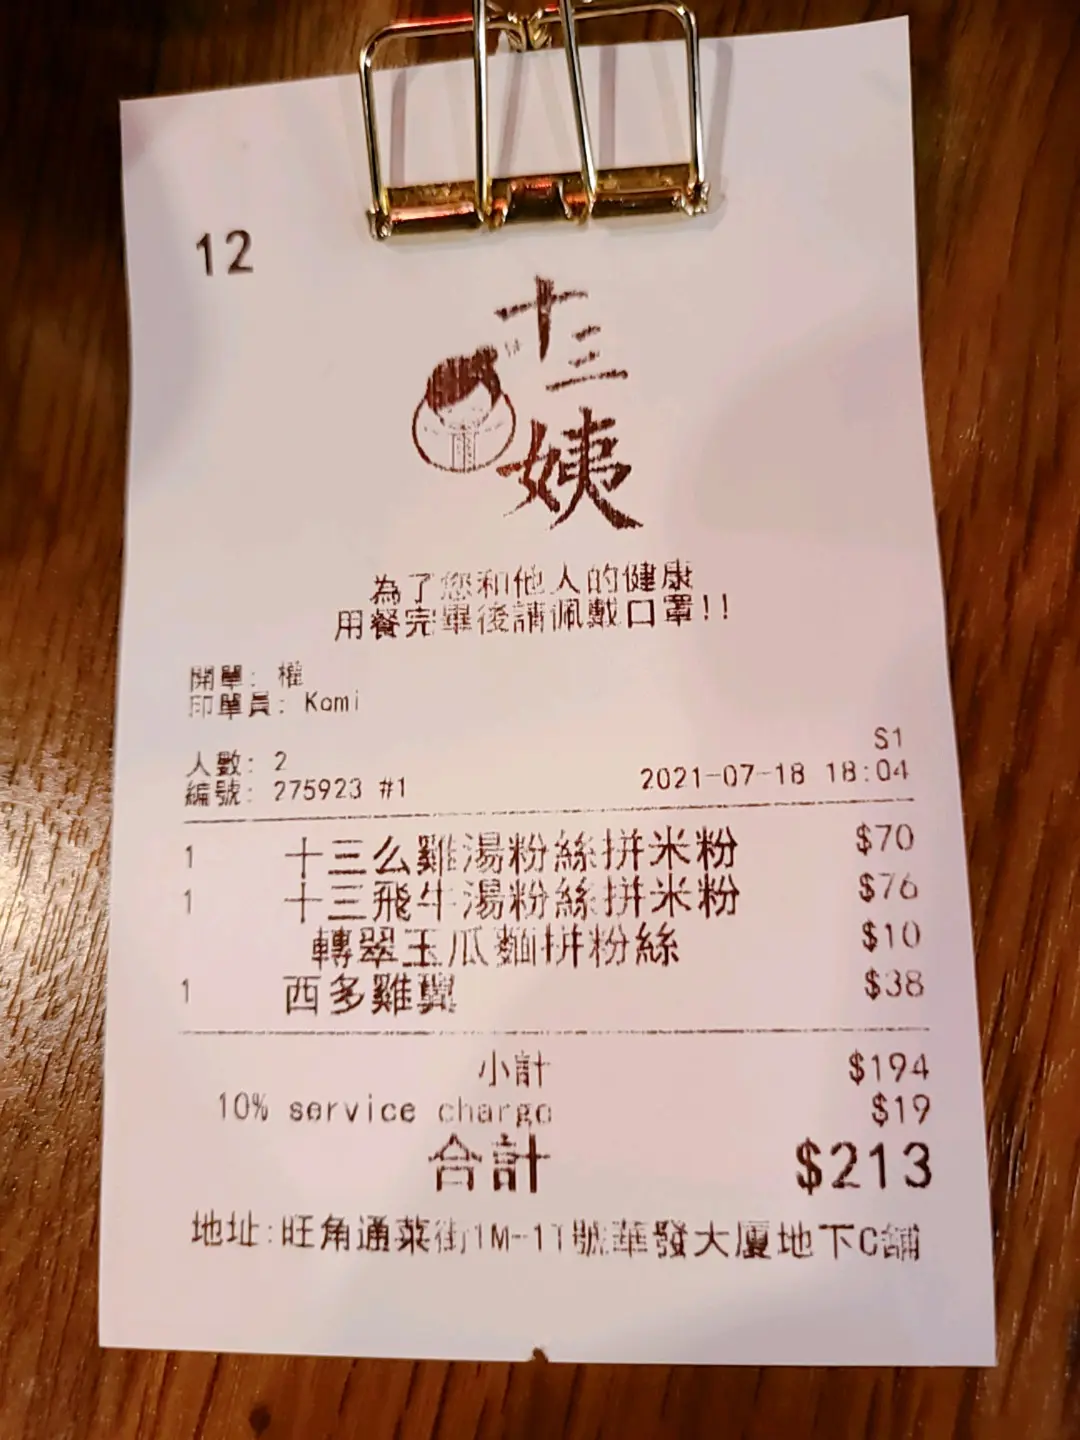 12
十三姨
為了您和他人的健康
用餐完畢後請佩戴口罩!!
開單: 權
印單員: Kami
S1
人數: 2
編號: 275923 #1 2021-07-18 18:04
1 十三么雞湯粉絲拼米粉 $70
1 十三飛牛湯粉絲拼米粉 $76
轉翠玉瓜麵拼粉絲 $10
1 西多雞翼 $38
小計 $194
10% service charge $19
合計 $213
地址:旺角通菜街1M-1T號華發大廈地下C舖